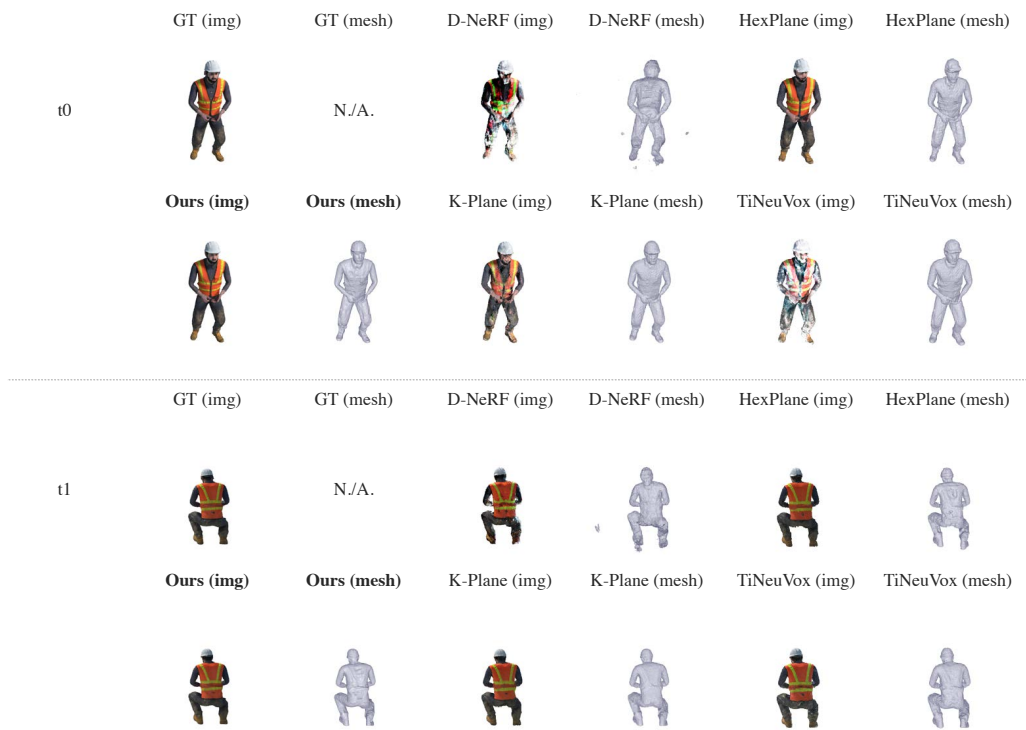 GT (img) GT (mesh) D-NeRF (img) D-NeRF (mesh) HexPlane (img) HexPlane (mesh)
t0 N./A.
Ours (img) Ours (mesh) K-Plane (img) K-Plane (mesh) TiNeuVox (img) TiNeuVox (mesh)
GT (img) GT (mesh) D-NeRF (img) D-NeRF (mesh) HexPlane (img) HexPlane (mesh)
t1 N./A.
Ours (img) Ours (mesh) K-Plane (img) K-Plane (mesh) TiNeuVox (img) TiNeuVox (mesh)